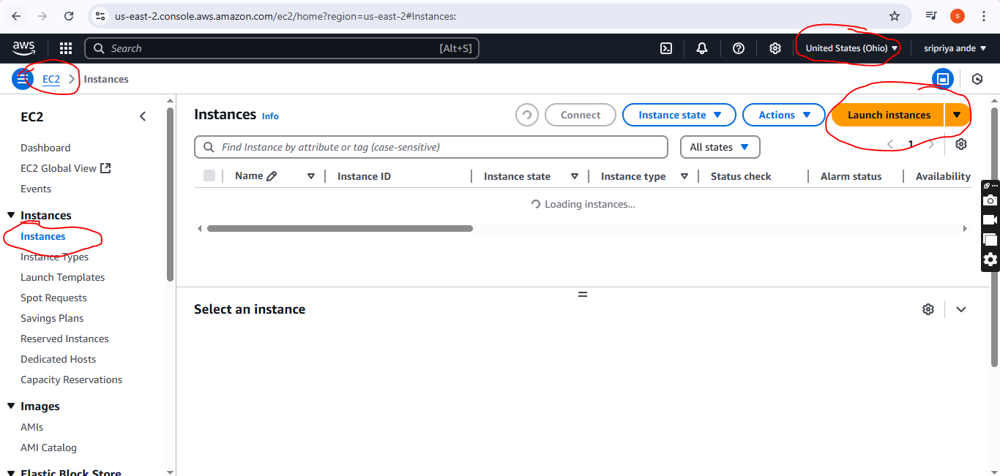 us-east-2.console.aws.amazon.com/ec2/home?region=us-east-2#Instances:
s
aws
Search [Alt+S]
United States (Ohio)
sripriya ande
EC2 > Instances
EC2
Dashboard
EC2 Global View
Events
Instances
Instances
Instance Types
Launch Templates
Spot Requests
Savings Plans
Reserved Instances
Dedicated Hosts
Capacity Reservations
Images
AMIs
AMI Catalog
Elastic Block Store
Instances Info
Connect
Instance state
Actions
Launch instances
Find Instance by attribute or tag (case-sensitive)
All states
1
Name Instance ID Instance state Instance type Status check Alarm status Availability
Loading instances...
Select an instance